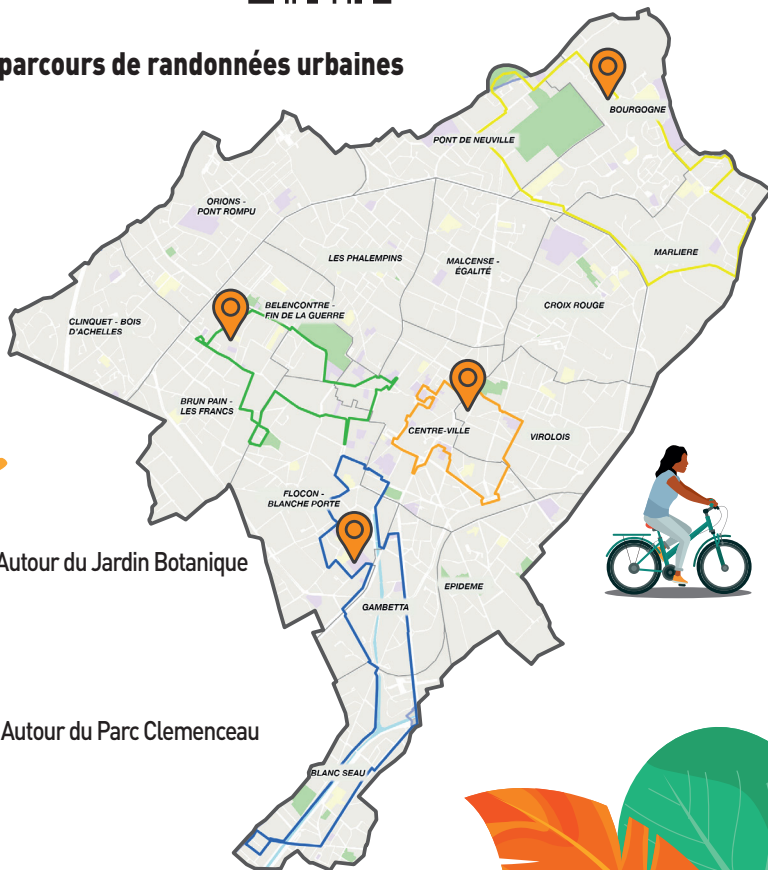 parcours de randonnées urbaines
BOURGOGNE
PONT DE NEUVILLE
ORIONS -
PONT ROMPU
MARLIERE
LES PHALEMPINS
MALCENSE -
ÉGALITÉ
CROIX ROUGE
BELENCONTRE -
FIN DE LA GUERRE
CLINQUET - BOIS
D'ACHELLES
BRUN PAIN -
LES FRANCS
CENTRE-VILLE
VIROLOIS
FLOCON -
BLANCHE PORTE
Autour du Jardin Botanique
EPIDEME
GAMBETTA
Autour du Parc Clemenceau
BLANC SEAU